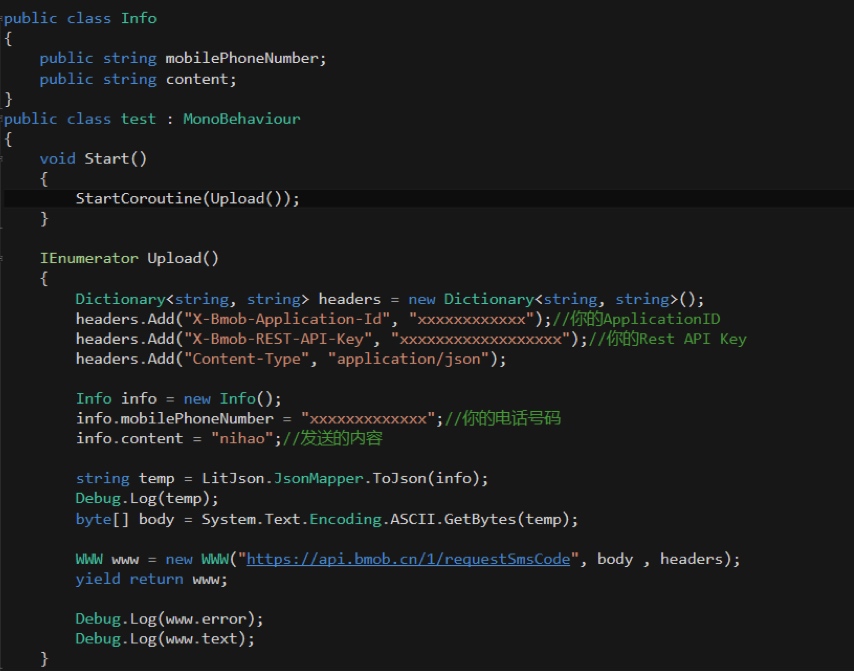 public class Info
{
    public string mobilePhoneNumber;
    public string content;
}
public class test : MonoBehaviour
{
    void Start()
    {
        StartCoroutine(Upload());
    }

    IEnumerator Upload()
    {
        Dictionary<string, string> headers = new Dictionary<string, string>();
        headers.Add("X-Bmob-Application-Id", "xxxxxxxxxxxx");//你的ApplicationID
        headers.Add("X-Bmob-REST-API-Key", "xxxxxxxxxxxxxxxxxx");//你的Rest API Key
        headers.Add("Content-Type", "application/json");

        Info info = new Info();
        info.mobilePhoneNumber = "xxxxxxxxxxxxx";//你的电话号码
        info.content = "nihao";//发送的内容

        string temp = LitJson.JsonMapper.ToJson(info);
        Debug.Log(temp);
        byte[] body = System.Text.Encoding.ASCII.GetBytes(temp);

        WWW www = new WWW("https://api.bmob.cn/1/requestSmsCode", body , headers);
        yield return www;

        Debug.Log(www.error);
        Debug.Log(www.text);
    }